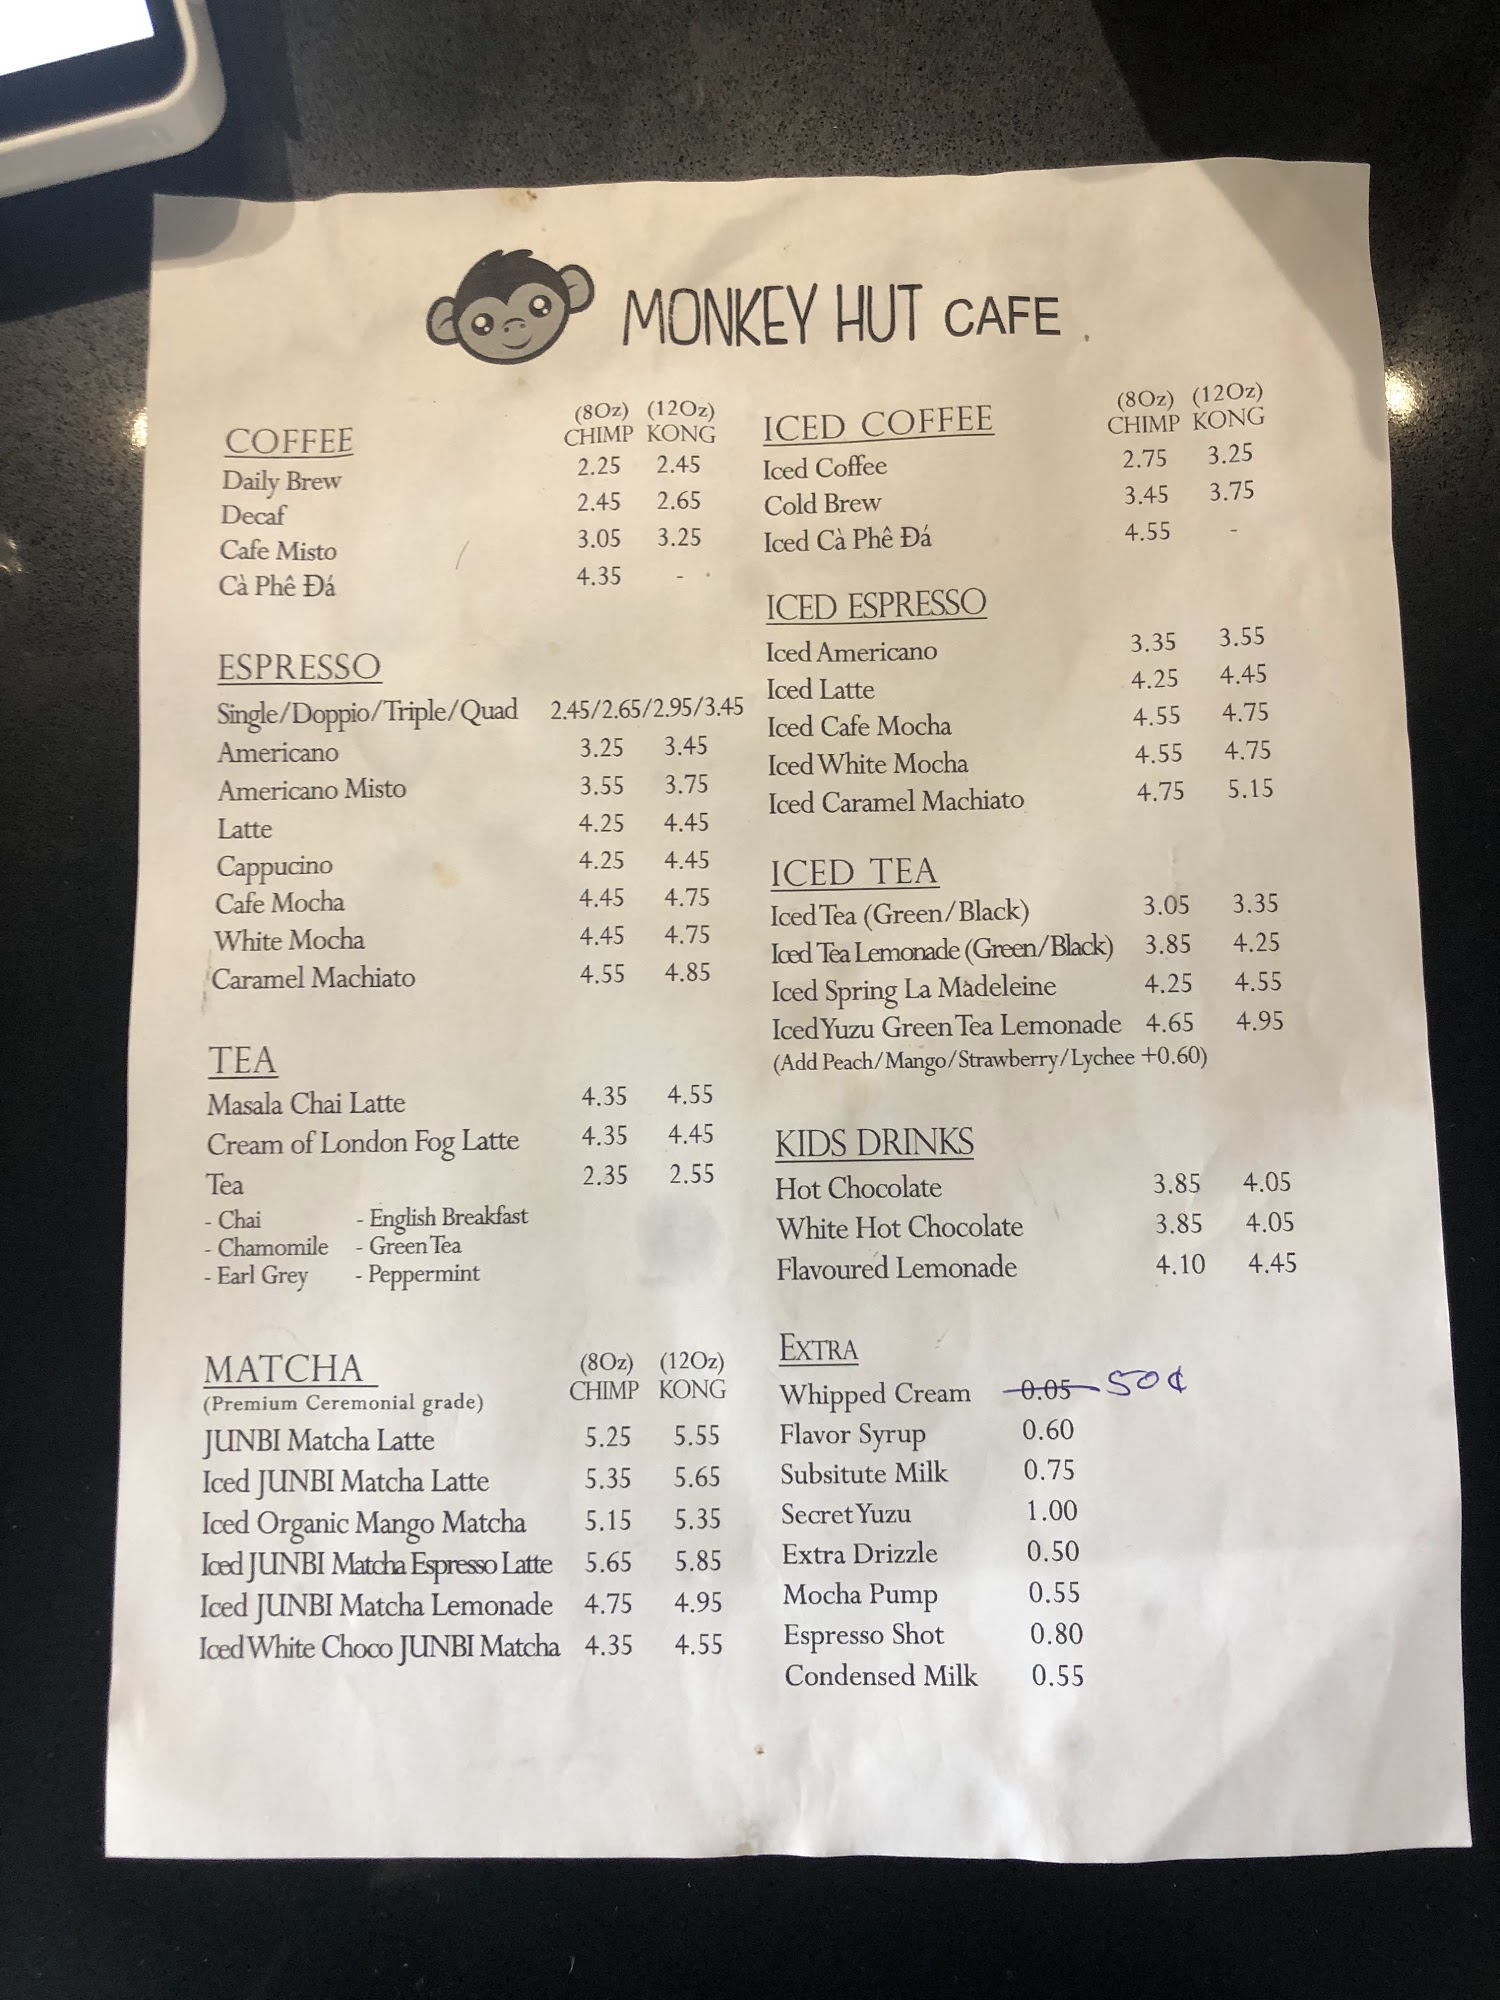 MONKEY HUT CAFE
COFFEE (8Oz) CHIMP (12Oz) KONG
Daily Brew 2.25 2.45
Decaf 2.45 2.65
Cafe Misto 3.05 3.25
Cà Phê Đá 4.35 -
ESPRESSO
Single/Doppio/Triple/Quad 2.45/2.65/2.95/3.45
Americano 3.25 3.45
Americano Misto 3.55 3.75
Latte 4.25 4.45
Cappucino 4.25 4.45
Cafe Mocha 4.45 4.75
White Mocha 4.45 4.75
Caramel Machiato 4.55 4.85
TEA
Masala Chai Latte 4.35 4.55
Cream of London Fog Latte 4.35 4.45
Tea 2.35 2.55
- Chai - English Breakfast
- Chamomile - Green Tea
- Earl Grey - Peppermint
MATCHA (8Oz) CHIMP (12Oz) KONG
(Premium Ceremonial grade)
JUNBI Matcha Latte 5.25 5.55
Iced JUNBI Matcha Latte 5.35 5.65
Iced Organic Mango Matcha 5.15 5.35
Iced JUNBI Matcha Espresso Latte 5.65 5.85
Iced JUNBI Matcha Lemonade 4.75 4.95
Iced White Choco JUNBI Matcha 4.35 4.55
ICED COFFEE (8Oz) CHIMP (12Oz) KONG
Iced Coffee 2.75 3.25
Cold Brew 3.45 3.75
Iced Cà Phê Đá 4.55 -
ICED ESPRESSO
Iced Americano 3.35 3.55
Iced Latte 4.25 4.45
Iced Cafe Mocha 4.55 4.75
Iced White Mocha 4.55 4.75
Iced Caramel Machiato 4.75 5.15
ICED TEA
Iced Tea (Green/Black) 3.05 3.35
Iced Tea Lemonade (Green/Black) 3.85 4.25
Iced Spring La Màdeleine 4.25 4.55
Iced Yuzu Green Tea Lemonade 4.65 4.95
(Add Peach/Mango/Strawberry/Lychee +0.60)
KIDS DRINKS
Hot Chocolate 3.85 4.05
White Hot Chocolate 3.85 4.05
Flavoured Lemonade 4.10 4.45
EXTRA
Whipped Cream 0.05 50¢
Flavor Syrup 0.60
Subsitute Milk 0.75
Secret Yuzu 1.00
Extra Drizzle 0.50
Mocha Pump 0.55
Espresso Shot 0.80
Condensed Milk 0.55